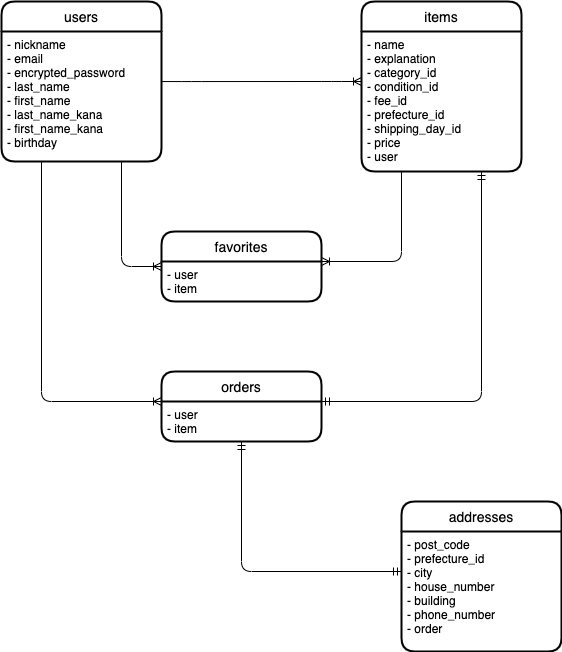 users
- nickname
- email
- encrypted_password
- last_name
- first_name
- last_name_kana
- first_name_kana
- birthday
items
- name
- explanation
- category_id
- condition_id
- fee_id
- prefecture_id
- shipping_day_id
- price
- user
favorites
- user
- item
orders
- user
- item
addresses
- post_code
- prefecture_id
- city
- house_number
- building
- phone_number
- order